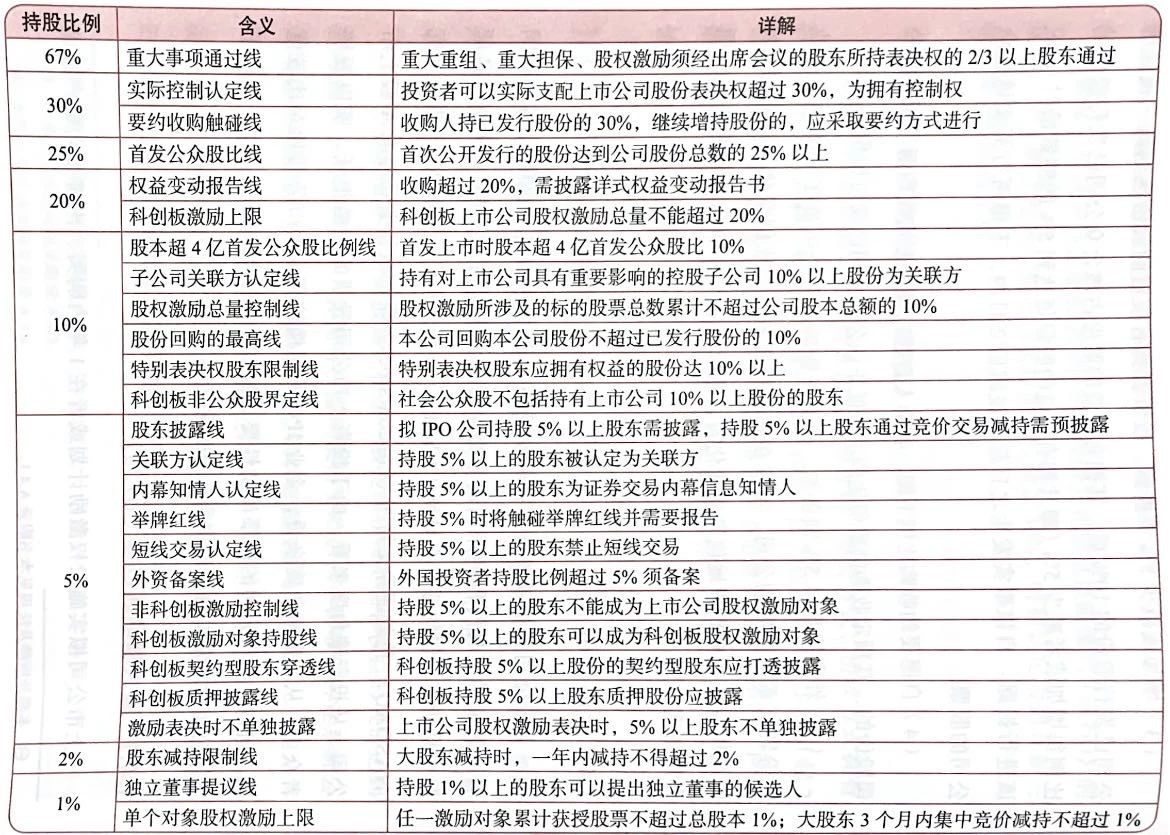 持股比例 含义 详解
67% 重大事项通过线 重大重组、重大担保、股权激励须经出席会议的股东所持表决权的 2/3 以上股东通过
30% 实际控制认定线 投资者可以实际支配上市公司股份表决权超过 30%，为拥有控制权
要约收购触碰线 收购人持已发行股份的 30%，继续增持股份的，应采取要约方式进行
25% 首发公众股比线 首次公开发行的股份达到公司股份总数的 25% 以上
20% 权益变动报告线 收购超过 20%，需披露详式权益变动报告书
科创板激励上限 科创板上市公司股权激励总量不能超过 20%
10% 股本超 4 亿首发公众股比例线 首发上市时股本超 4 亿首发公众股比 10%
子公司关联方认定线 持有对上市公司具有重要影响的控股子公司 10% 以上股份为关联方
股权激励总量控制线 股权激励所涉及的标的股票总数累计不超过公司股本总额的 10%
股份回购的最高线 本公司回购本公司股份不超过已发行股份的 10%
特别表决权股东限制线 特别表决权股东应拥有权益的股份达 10% 以上
科创板非公众股界定线 社会公众股不包括持有上市公司 10% 以上股份的股东
5% 股东披露线 拟 IPO 公司持股 5% 以上股东需披露，持股 5% 以上股东通过竞价交易减持需预披露
关联方认定线 持股 5% 以上的股东被认定为关联方
内幕知情人认定线 持股 5% 以上的股东为证券交易内幕信息知情人
举牌红线 持股 5% 时将触碰举牌红线并需要报告
短线交易认定线 持股 5% 以上的股东禁止短线交易
外资备案线 外国投资者持股比例超过 5% 须备案
非科创板激励控制线 持股 5% 以上的股东不能成为上市公司股权激励对象
科创板激励对象持股线 持股 5% 以上的股东可以成为科创板股权激励对象
科创板契约型股东穿透线 科创板持股 5% 以上股份的契约型股东应打透披露
科创板质押披露线 科创板持股 5% 以上股东质押股份应披露
激励表决时不单独披露 上市公司股权激励表决时，5% 以上股东不单独披露
2% 股东减持限制线 大股东减持时，一年内减持不得超过 2%
1% 独立董事提议线 持股 1% 以上的股东可以提出独立董事的候选人
单个对象股权激励上限 任一激励对象累计获授股票不超过总股本 1%；大股东 3 个月内集中竞价减持不超过 1%